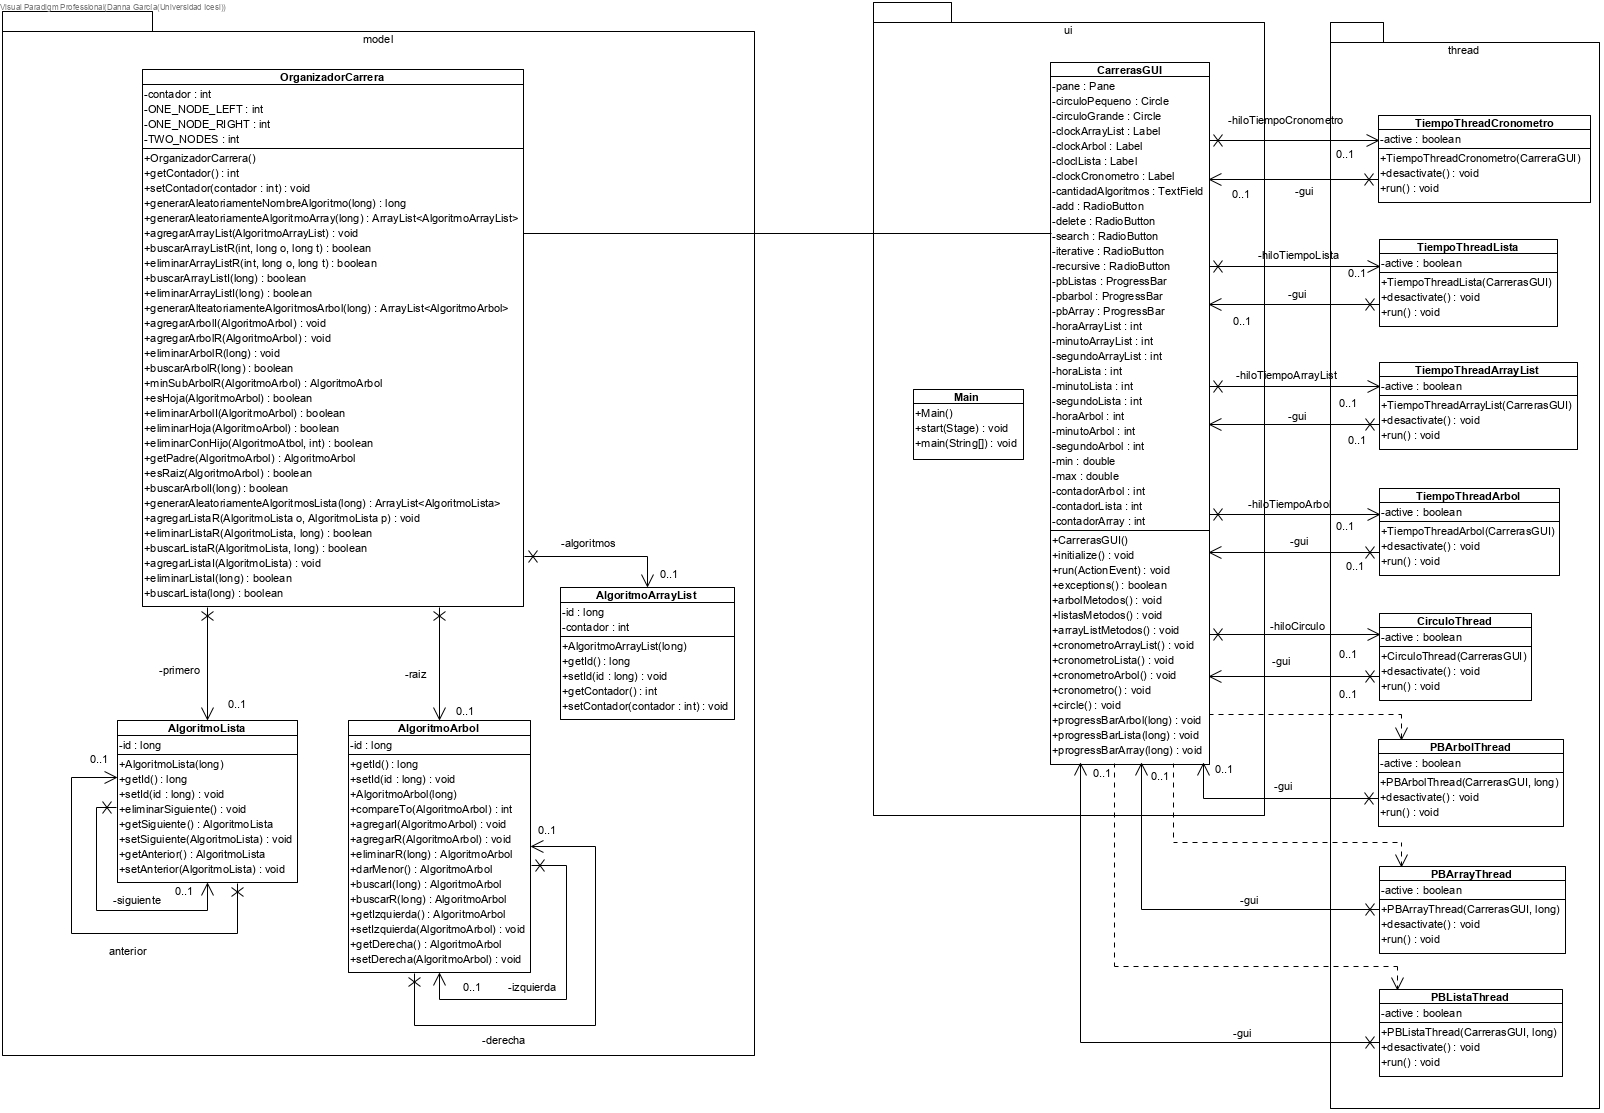 Visual Paradigm Professional(Danna García(Universidad Icesi))
model
OrganizadorCarrera
-contador : int
-ONE_NODE_LEFT : int
-ONE_NODE_RIGHT : int
-TWO_NODES : int
+OrganizadorCarrera()
+getContador() : int
+setContador(contador : int) : void
+generarAleatoriamenteNombreAlgoritmo(long) : long
+generarAleatoriamenteAlgoritmoArray(long) : ArrayList<AlgoritmoArrayList>
+agregarArrayList(AlgoritmoArrayList) : void
+buscarArrayListR(int, long o, long t) : boolean
+eliminarArrayListR(int, long o, long t) : boolean
+buscarArrayListI(long) : boolean
+eliminarArrayListI(long) : boolean
+generarAlteatoriamenteAlgoritmosArbol(long) : ArrayList<AlgoritmoArbol>
+agregarArbolI(AlgoritmoArbol) : void
+agregarArbolR(AlgoritmoArbol) : void
+eliminarArbolR(long) : void
+buscarArbolR(long) : boolean
+minSubArbolR(AlgoritmoArbol) : AlgoritmoArbol
+esHoja(AlgoritmoArbol) : boolean
+eliminarArbolI(AlgoritmoArbol) : boolean
+eliminarHoja(AlgoritmoArbol) : boolean
+eliminarConHijo(AlgoritmoAtbol, int) : boolean
+getPadre(AlgoritmoArbol) : AlgoritmoArbol
+esRaiz(AlgoritmoArbol) : boolean
+buscarArbolI(long) : boolean
+generarAleatoriamenteAlgoritmosLista(long) : ArrayList<AlgoritmoLista>
+agregarListaR(AlgoritmoLista o, AlgoritmoLista p) : void
+eliminarListaR(AlgoritmoLista, long) : boolean
+buscarListaR(AlgoritmoLista, long) : boolean
+agregarListaI(AlgoritmoLista) : void
+eliminarListaI(long) : boolean
+buscarLista(long) : boolean
-algoritmos
0..1
AlgoritmoArrayList
-id : long
-contador : int
+AlgoritmoArrayList(long)
+getId() : long
+setId(id : long) : void
+getContador() : int
+setContador(contador : int) : void
-primero
0..1
-raiz
0..1
AlgoritmoLista
-id : long
+AlgoritmoLista(long)
+getId() : long
+setId(id : long) : void
+eliminarSiguiente() : void
+getSiguiente() : AlgoritmoLista
+setSiguiente(AlgoritmoLista) : void
+getAnterior() : AlgoritmoLista
+setAnterior(AlgoritmoLista) : void
0..1
0..1
-siguiente
anterior
AlgoritmoArbol
-id : long
+getId() : long
+setId(id : long) : void
+AlgoritmoArbol(long)
+compareTo(AlgoritmoArbol) : int
+agregarI(AlgoritmoArbol) : void
+agregarR(AlgoritmoArbol) : void
+eliminarR(long) : AlgoritmoArbol
+darMenor() : AlgoritmoArbol
+buscarI(long) : AlgoritmoArbol
+buscarR(long) : AlgoritmoArbol
+getIzquierda() : AlgoritmoArbol
+setIzquierda(AlgoritmoArbol) : void
+getDerecha() : AlgoritmoArbol
+setDerecha(AlgoritmoArbol) : void
0..1
0..1
-izquierda
-derecha
ui
Main
+Main()
+start(Stage) : void
+main(String[]) : void
CarrerasGUI
-pane : Pane
-circuloPequeno : Circle
-circuloGrande : Circle
-clockArrayList : Label
-clockArbol : Label
-cloclLista : Label
-clockCronometro : Label
-cantidadAlgoritmos : TextField
-add : RadioButton
-delete : RadioButton
-search : RadioButton
-iterative : RadioButton
-recursive : RadioButton
-pbListas : ProgressBar
-pbarbol : ProgressBar
-pbArray : ProgressBar
-horaArrayList : int
-minutoArrayList : int
-segundoArrayList : int
-horaLista : int
-minutoLista : int
-segundoLista : int
-horaArbol : int
-minutoArbol : int
-segundoArbol : int
-min : double
-max : double
-contadorArbol : int
-contadorLista : int
-contadorArray : int
+CarrerasGUI()
+initialize() : void
+run(ActionEvent) : void
+exceptions() : boolean
+arbolMetodos() : void
+listasMetodos() : void
+arrayListMetodos() : void
+cronometroArrayList() : void
+cronometroLista() : void
+cronometroArbol() : void
+cronometro() : void
+circle() : void
+progressBarArbol(long) : void
+progressBarLista(long) : void
+progressBarArray(long) : void
thread
-hiloTiempoCronometro
0..1
-gui
0..1
TiempoThreadCronometro
-active : boolean
+TiempoThreadCronometro(CarreraGUI)
+desactivate() : void
+run() : void
-hiloTiempoLista
0..1
-gui
0..1
TiempoThreadLista
-active : boolean
+TiempoThreadLista(CarrerasGUI)
+desactivate() : void
+run() : void
-hiloTiempoArrayList
0..1
-gui
0..1
TiempoThreadArrayList
-active : boolean
+TiempoThreadArrayList(CarrerasGUI)
+desactivate() : void
+run() : void
-hiloTiempoArbol
0..1
-gui
0..1
TiempoThreadArbol
-active : boolean
+TiempoThreadArbol(CarrerasGUI)
+desactivate() : void
+run() : void
-hiloCirculo
0..1
-gui
0..1
CirculoThread
-active : boolean
+CirculoThread(CarrerasGUI)
+desactivate() : void
+run() : void
0..1
0..1
0..1
-gui
PBArbolThread
-active : boolean
+PBArbolThread(CarrerasGUI, long)
+desactivate() : void
+run() : void
-gui
PBArrayThread
-active : boolean
+PBArrayThread(CarrerasGUI, long)
+desactivate() : void
+run() : void
-gui
PBListaThread
-active : boolean
+PBListaThread(CarrerasGUI, long)
+desactivate() : void
+run() : void